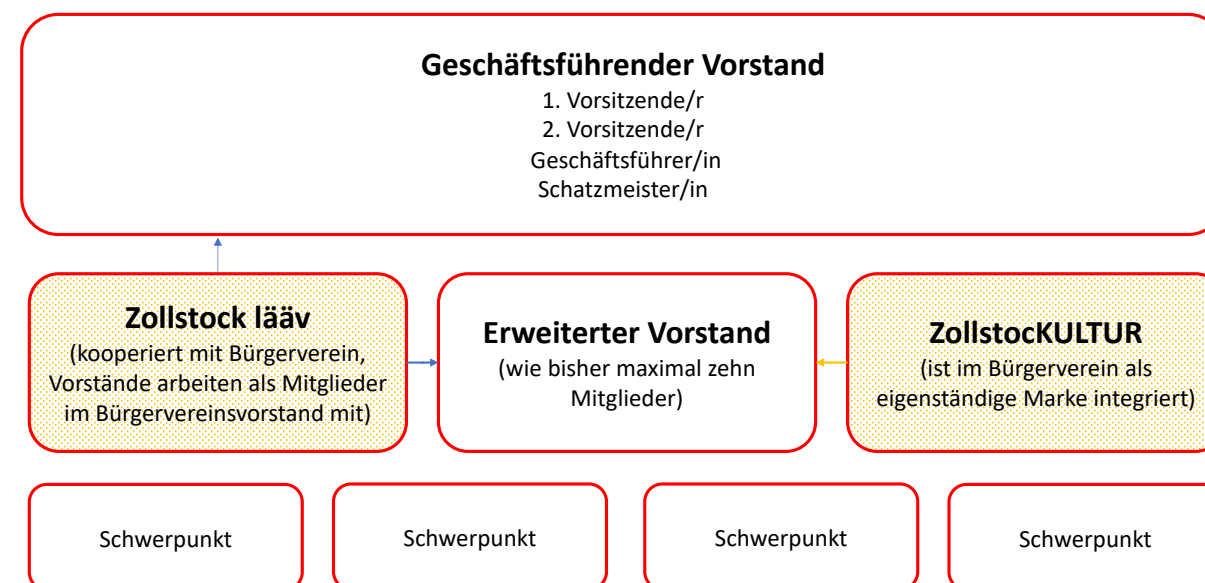 Geschäftsführender Vorstand
1. Vorsitzende/r
2. Vorsitzende/r
Geschäftsführer/in
Schatzmeister/in
Zollstock lääv
(kooperiert mit Bürgerverein,
Vorstände arbeiten als Mitglieder
im Bürgervereinsvorstand mit)
Erweiterter Vorstand
(wie bisher maximal zehn
Mitglieder)
ZollstocKULTUR
(ist im Bürgerverein als
eigenständige Marke integriert)
Schwerpunkt
Schwerpunkt
Schwerpunkt
Schwerpunkt